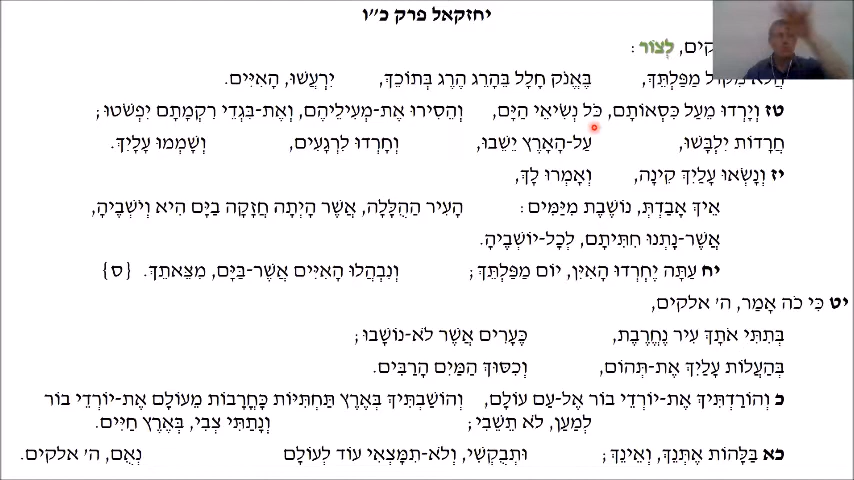 יחזקאל פרק כ״ו
קים, לְצוֹר :
מִקּוֹל מַפַּלְתֵּךְ, בֶּאֱנֹק חָלָל בֵּהָרֵג הֶרֶג בְּתוֹכֵךְ, יִרְעֲשׁוּ, הָאִיִּים.
טז וְיָרְדוּ מֵעַל כִּסְאוֹתָם, כֹּל נְשִׂיאֵי הַיָּם, וְהֵסִירוּ אֶת-מְעִילֵיהֶם, וְאֶת-בִּגְדֵי רִקְמָתָם יִפְשֹׁטוּ;
חֲרָדוֹת יִלְבָּשׁוּ, עַל-הָאָרֶץ יֵשֵׁבוּ, וְחָרְדוּ לִרְגָעִים, וְשָׁמְמוּ עָלָיִךְ.
יז וְנָשְׂאוּ עָלַיִךְ קִינָה, וְאָמְרוּ לָךְ,
אֵיךְ אָבַדְתְּ, נוֹשֶׁבֶת מִיַּמִּים: הָעִיר הַהֻלָּלָה, אֲשֶׁר הָיְתָה חֲזָקָה בַיָּם הִיא וְיֹשְׁבֶיהָ,
אֲשֶׁר-נָתְנוּ חִתִּיתָם, לְכָל-יוֹשְׁבֶיהָ.
יח עַתָּה יֶחְרְדוּ הָאִיִּן, יוֹם מַפַּלְתֵּךְ; וְנִבְהֲלוּ הָאִיִּים אֲשֶׁר-בַּיָּם, מִצֵּאתֵךְ. {ס}
יט כִּי כֹה אָמַר, ה׳ אלקים,
בְּתִתִּי אֹתָךְ עִיר נֶחֱרֶבֶת, כֶּעָרִים אֲשֶׁר לֹא-נוֹשָׁבוּ;
בְּהַעֲלוֹת עָלַיִךְ אֶת-תְּהוֹם, וְכִסּוּךְ הַמַּיִם הָרַבִּים.
כ וְהוֹרַדְתִּיךְ אֶת-יוֹרְדֵי בוֹר אֶל-עַם עוֹלָם, וְהוֹשַׁבְתִּיךְ בְּאֶרֶץ תַּחְתִּיּוֹת כָּחֳרָבוֹת מֵעוֹלָם אֶת-יוֹרְדֵי בוֹר
לְמַעַן, לֹא תֵשֵׁבִי; וְנָתַתִּי צְבִי, בְּאֶרֶץ חַיִּים.
כא בַּלָּהוֹת אֶתְּנֵךְ, וְאֵינֵךְ; וּתְבֻקְשִׁי, וְלֹא-תִמָּצְאִי עוֹד לְעוֹלָם נְאֻם, ה׳ אלקים.